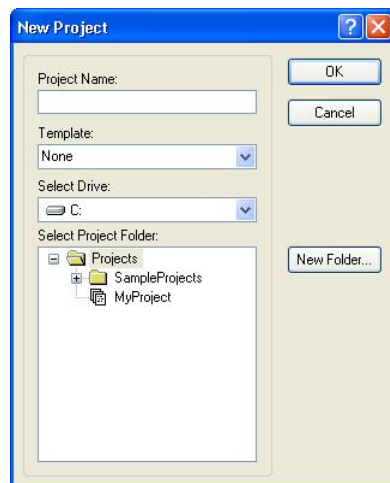 New Project
Project Name:
OK
Cancel
Template:
None
Select Drive:
C:
Select Project Folder:
Projects
SampleProjects
MyProject
New Folder...